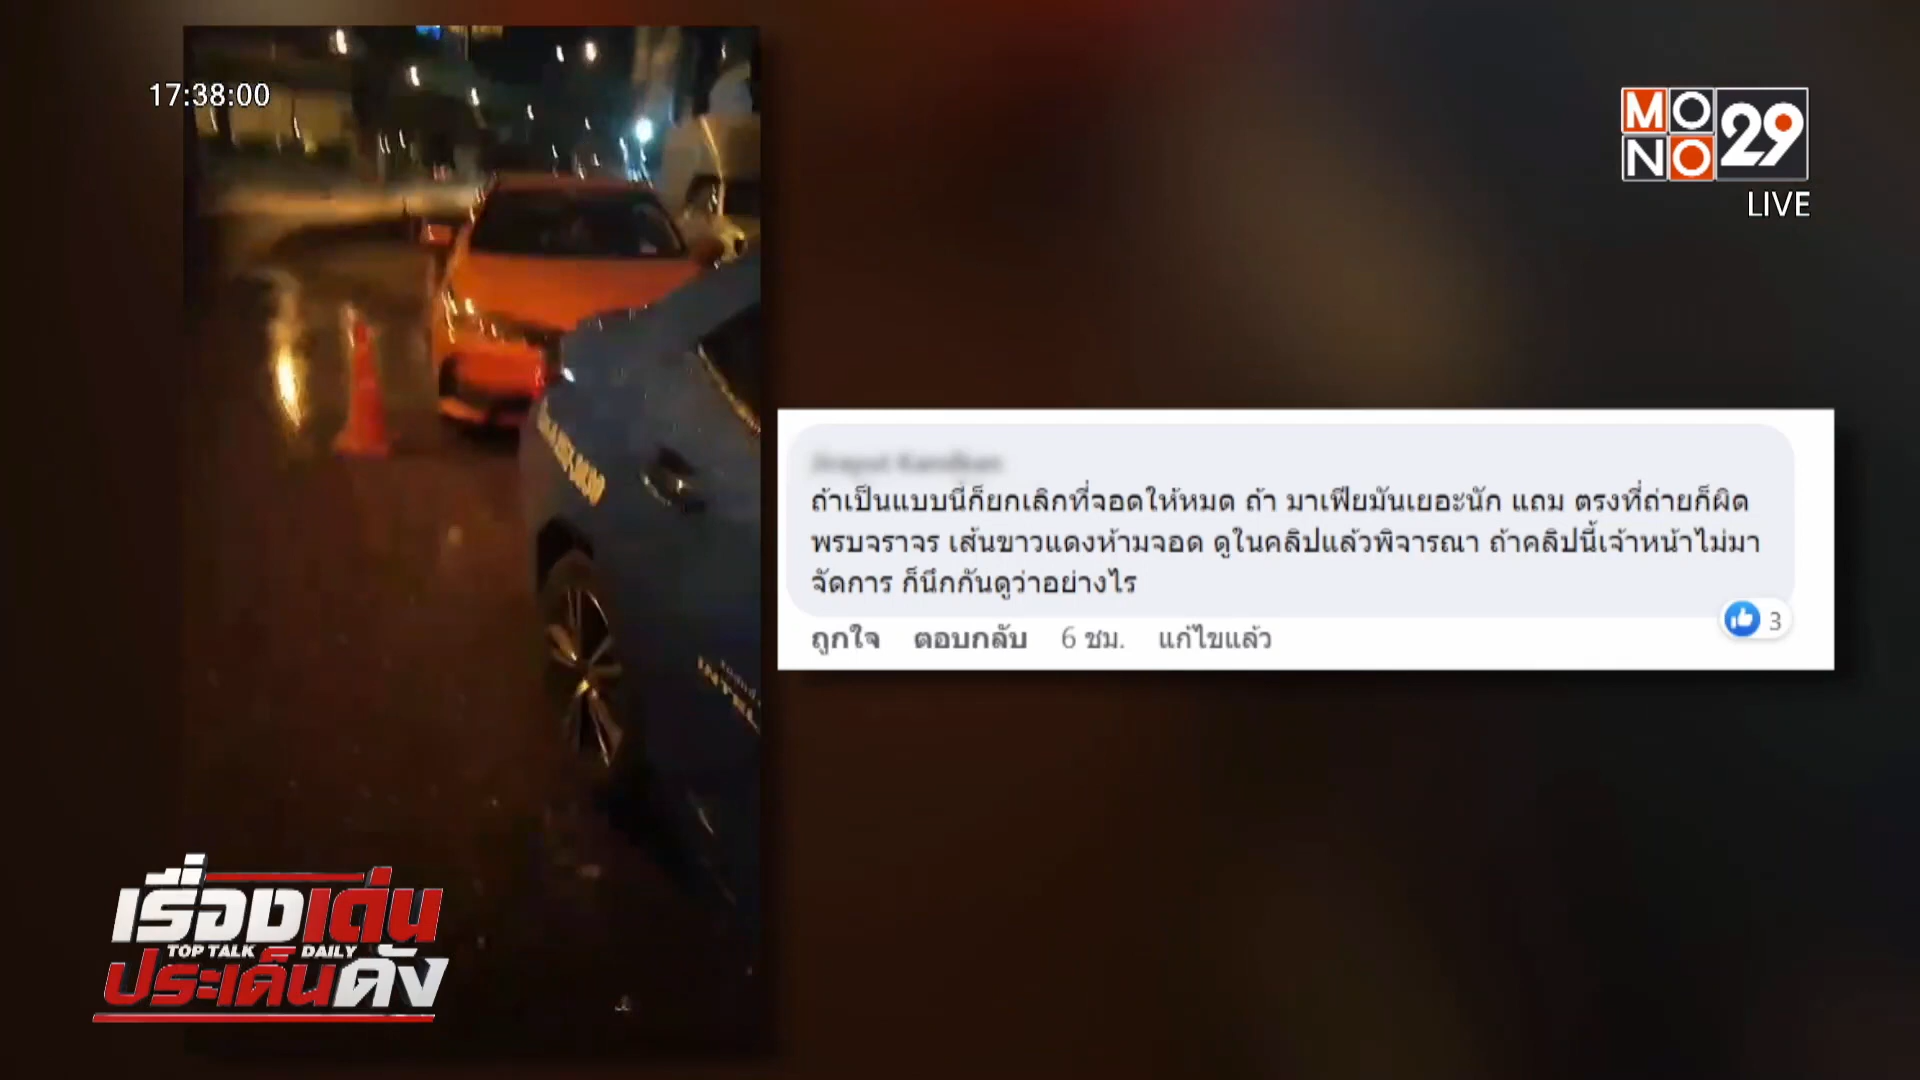 17:38:00
MONO 29
LIVE
ถ้าเป็นแบบนี้ก็ยกเลิกที่จอดให้หมด ถ้า มาเฟียมันเยอะนัก แถม ตรงที่ถ่ายก็ผิด
พรบจราจร เส้นขาวแดงห้ามจอด ดูในคลิปแล้วพิจารณา ถ้าคลิปนี้เจ้าหน้าไม่มา
จัดการ ก็นึกกันดูว่าอย่างไร
3
ถูกใจ ตอบกลับ 6 ชม. แก้ไขแล้ว
เรื่องเด่น
TOP TALK DAILY
ประเด็นดัง